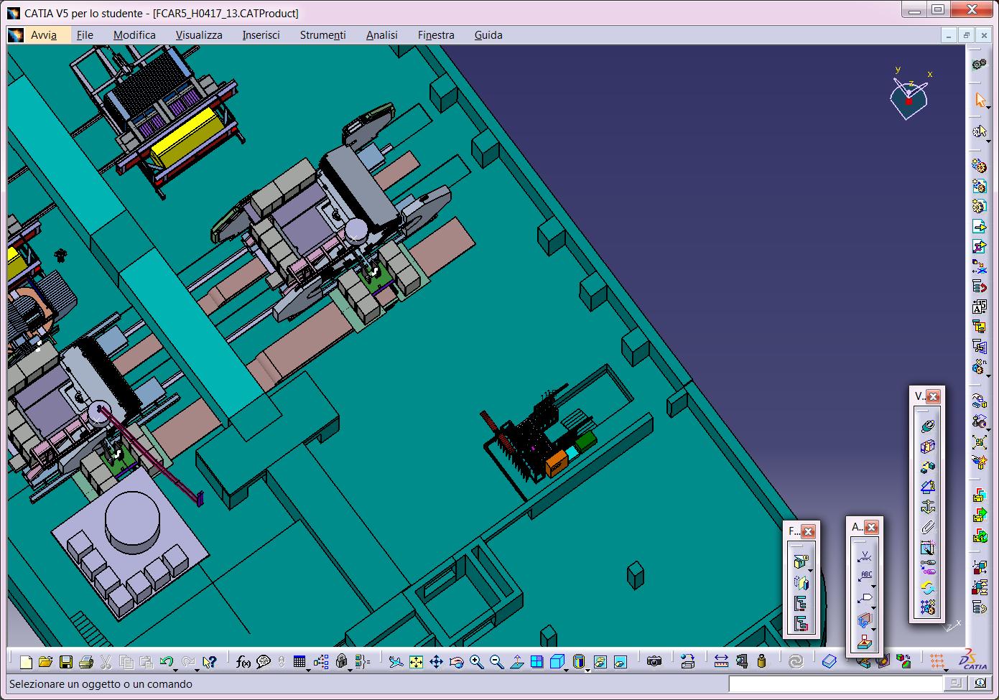 CATIA V5 per lo studente - [FCAR5_H0417_13.CATProduct]
Avvia File Modifica Visualizza Inserisci Strumenti Analisi Finestra Guida
y x
z
V...
F...
A...
ABC
z x
f(x)
CATIA
Selezionare un oggetto o un comando